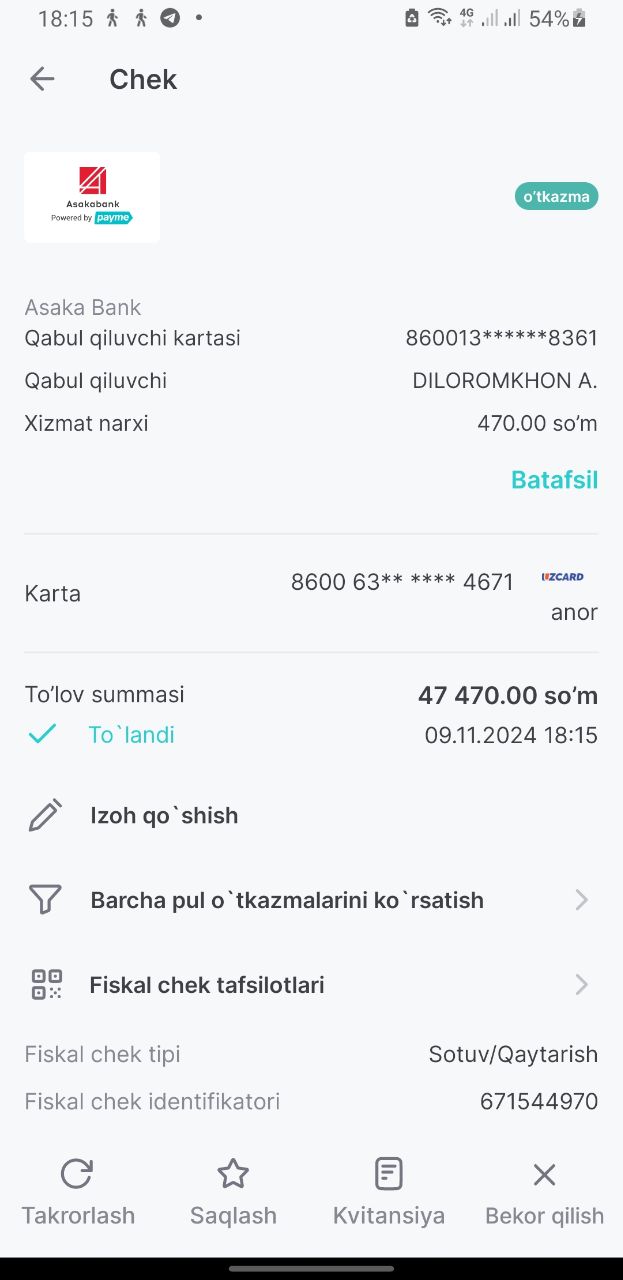 18:15 4G 54%
Chek
Asakabank
Powered by payme
o'tkazma
Asaka Bank
Qabul qiluvchi kartasi 860013******8361
Qabul qiluvchi DILOROMKHON A.
Xizmat narxi 470.00 so’m
Batafsil
Karta 8600 63** **** 4671 UZCARD
anor
To’lov summasi 47 470.00 so’m
To`landi 09.11.2024 18:15
Izoh qo`shish
Barcha pul o`tkazmalarini ko`rsatish
Fiskal chek tafsilotlari
Fiskal chek tipi Sotuv/Qaytarish
Fiskal chek identifikatori 671544970
Takrorlash Saqlash Kvitansiya Bekor qilish